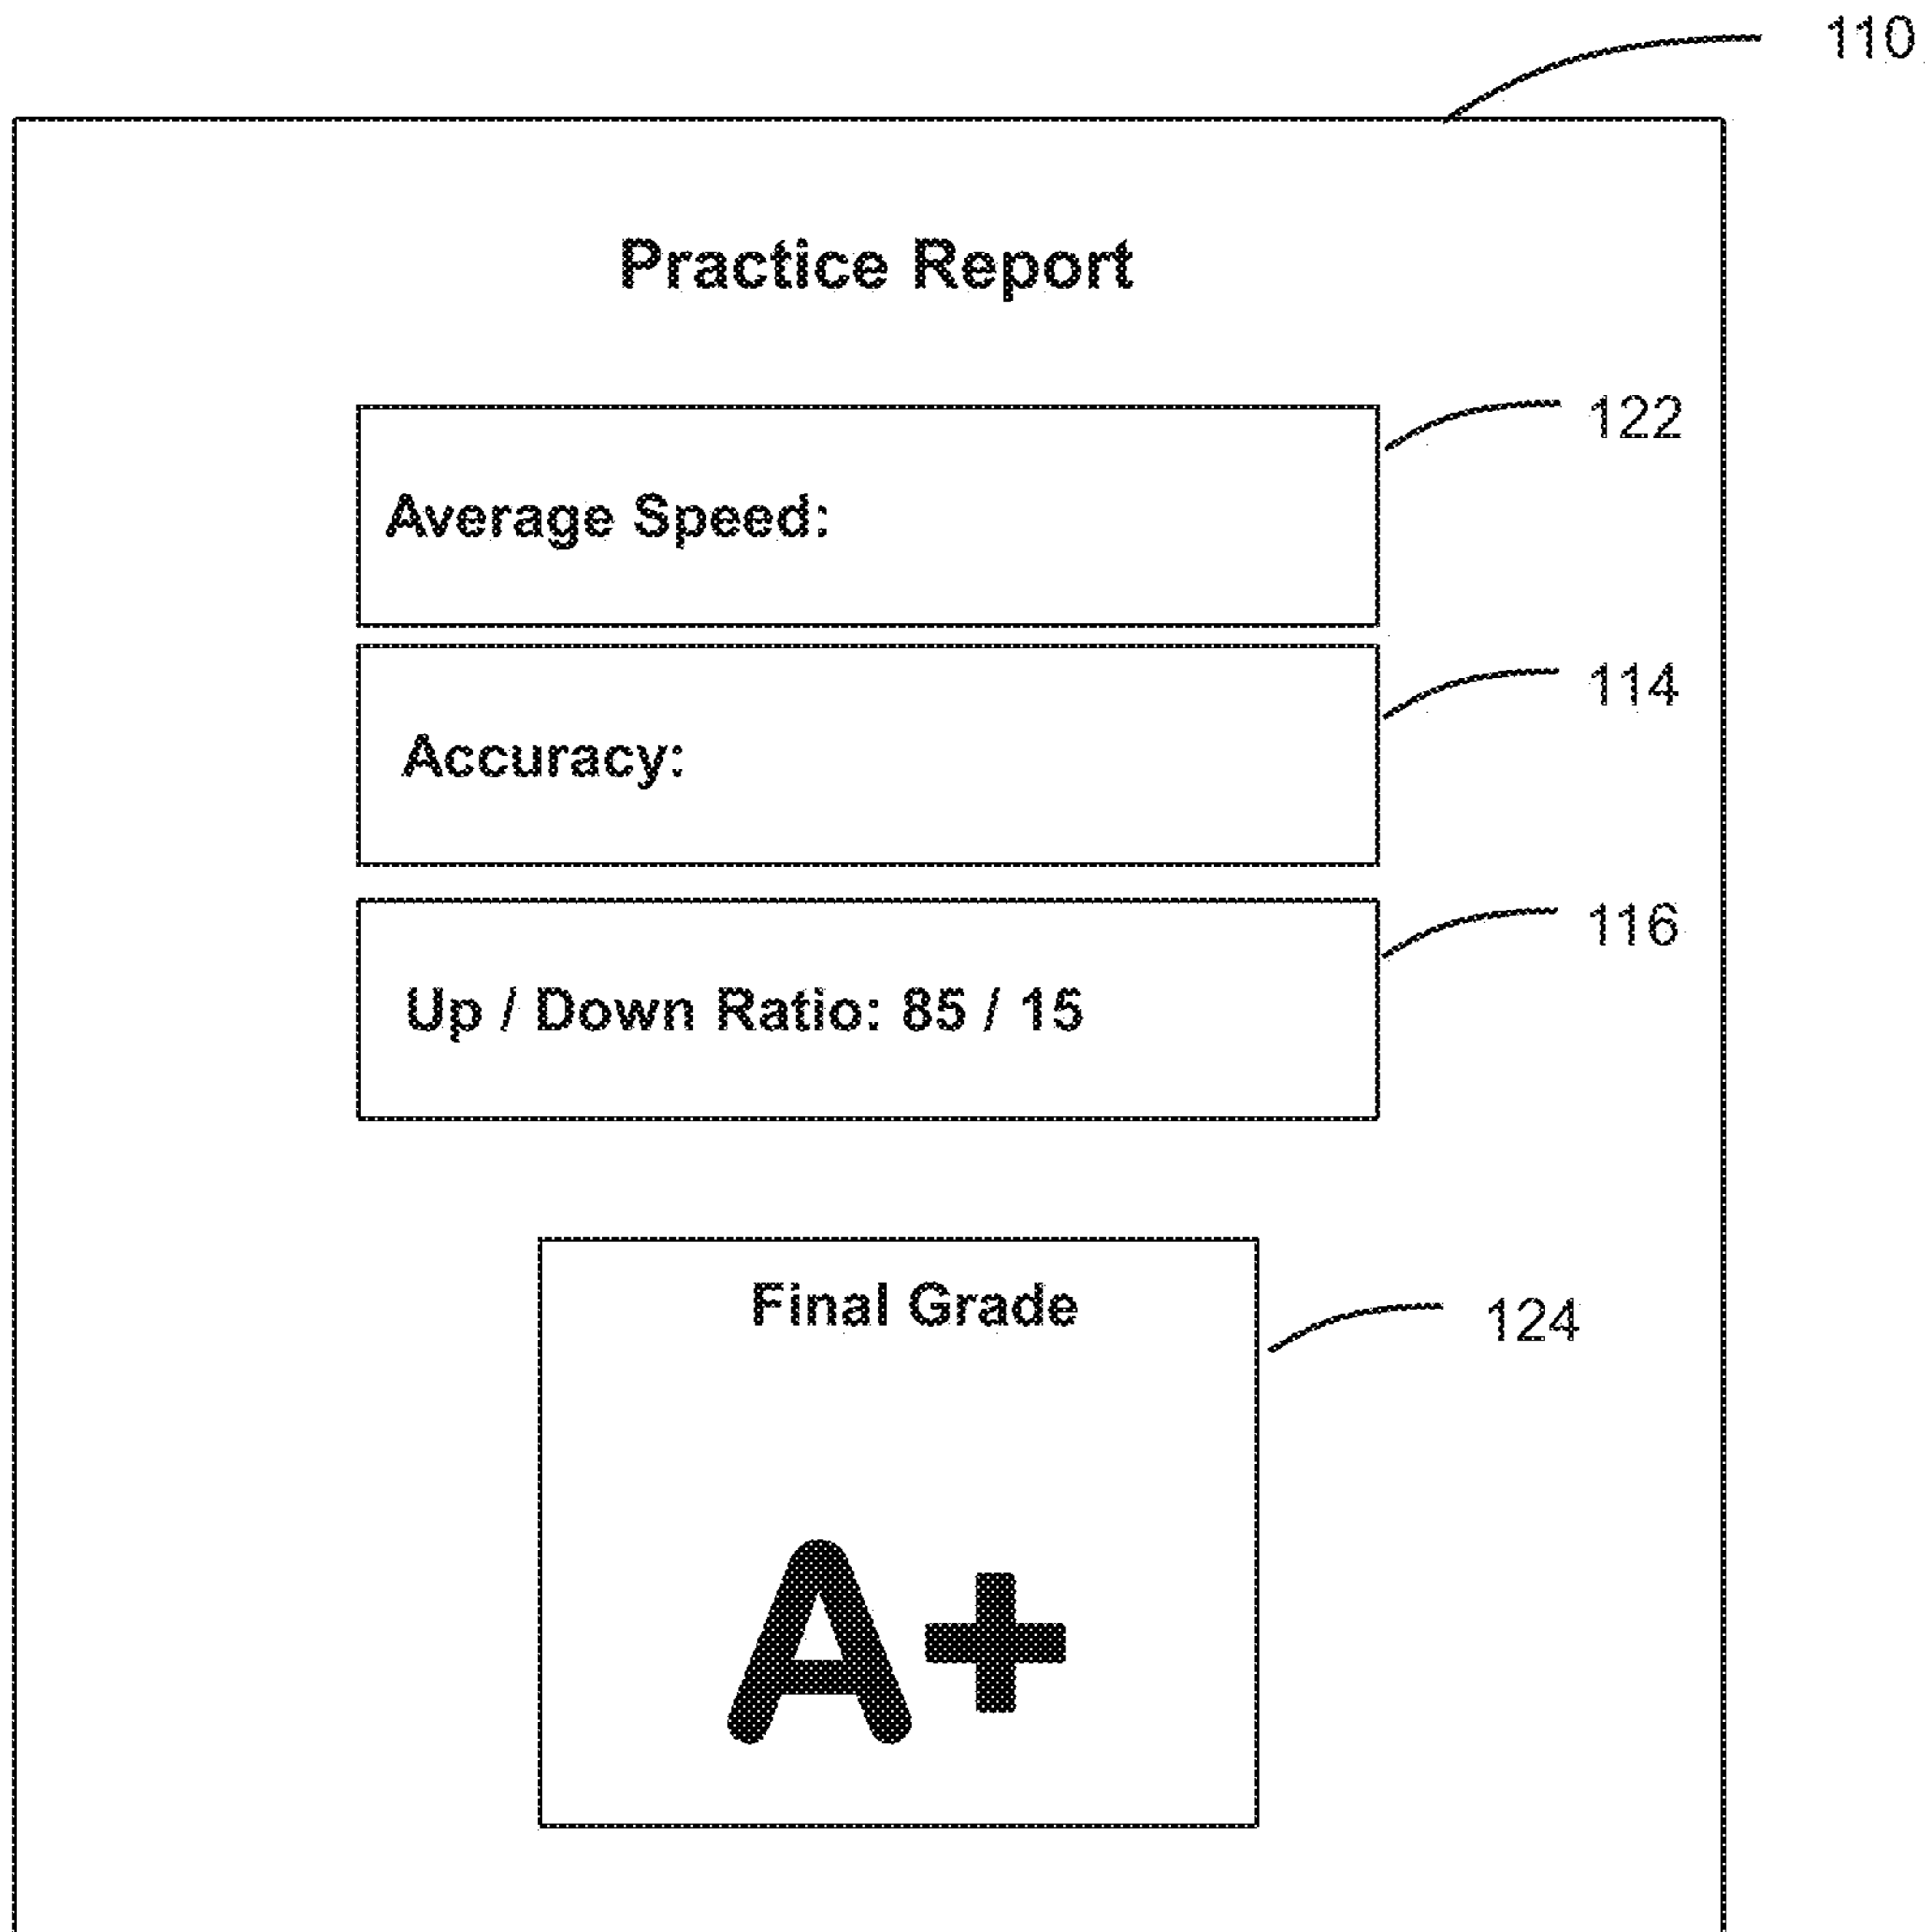 110
Practice Report
122
Average Speed:
114
Accuracy:
116
Up / Down Ratio: 85 / 15
Final Grade
124
A+